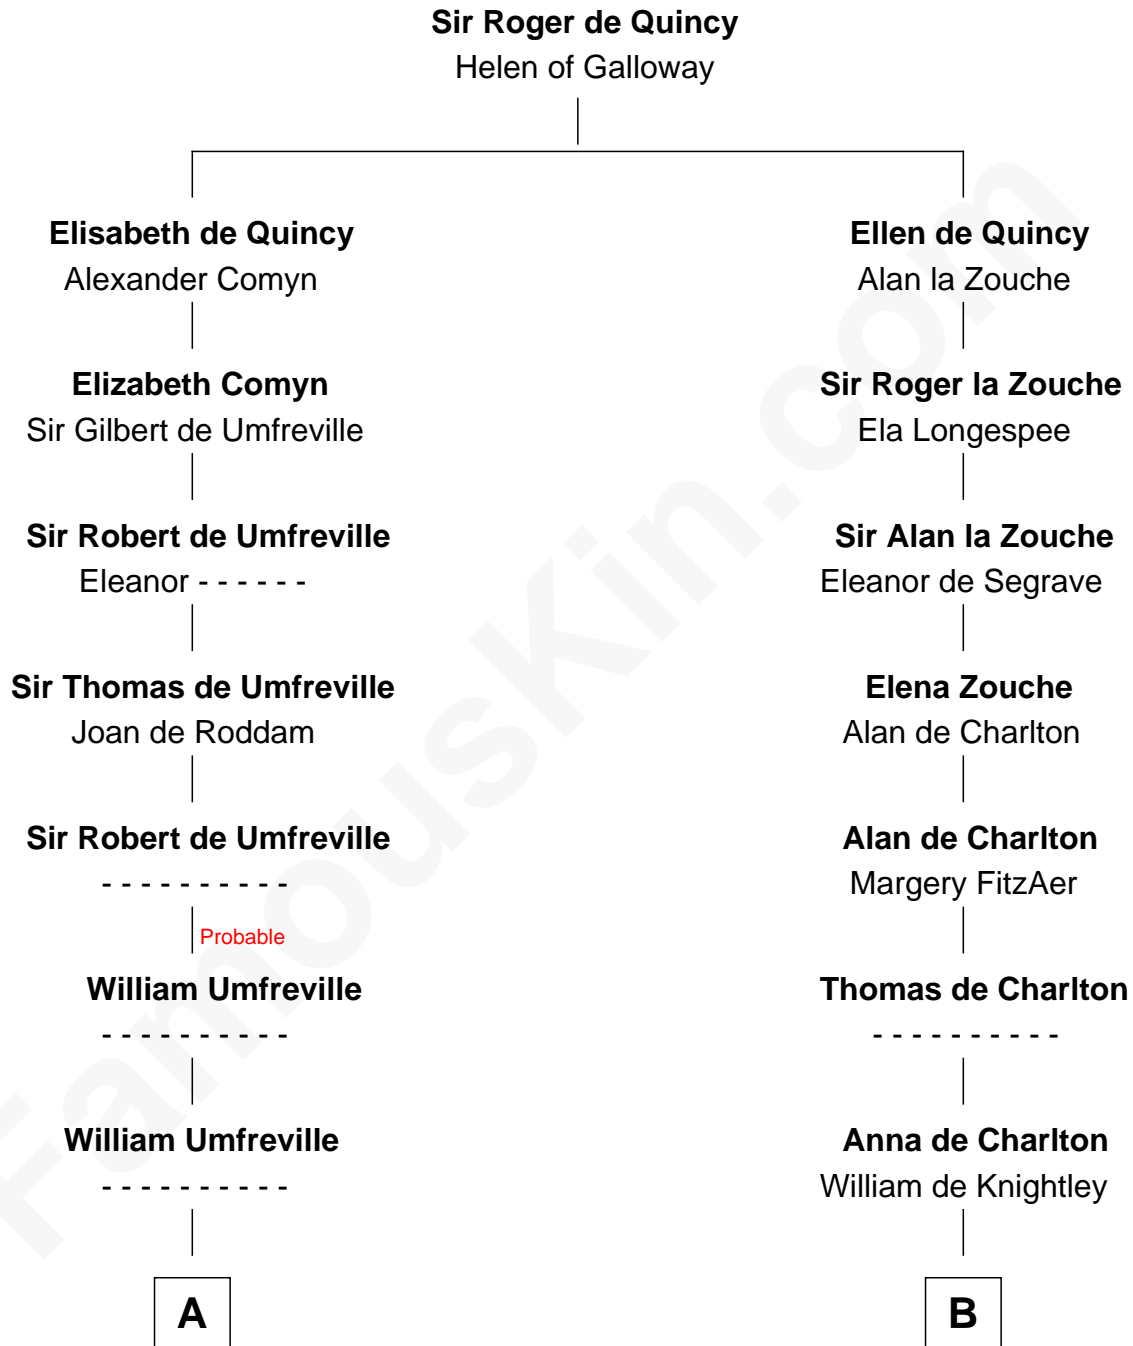 Sir Roger de Quincy
Helen of Galloway
Elisabeth de Quincy
Alexander Comyn
Ellen de Quincy
Alan la Zouche
Elizabeth Comyn
Sir Gilbert de Umfreville
Sir Roger la Zouche
Ela Longespee
Sir Robert de Umfreville
Eleanor - - - - - -
Sir Alan la Zouche
Eleanor de Segrave
Sir Thomas de Umfreville
Joan de Roddam
Elena Zouche
Alan de Charlton
Sir Robert de Umfreville
- - - - - - - - - -
Alan de Charlton
Margery FitzAer
Probable
William Umfreville
- - - - - - - - - -
Thomas de Charlton
- - - - - - - - - -
William Umfreville
- - - - - - - - - -
Anna de Charlton
William de Knightley
A
B
FamousKin.com